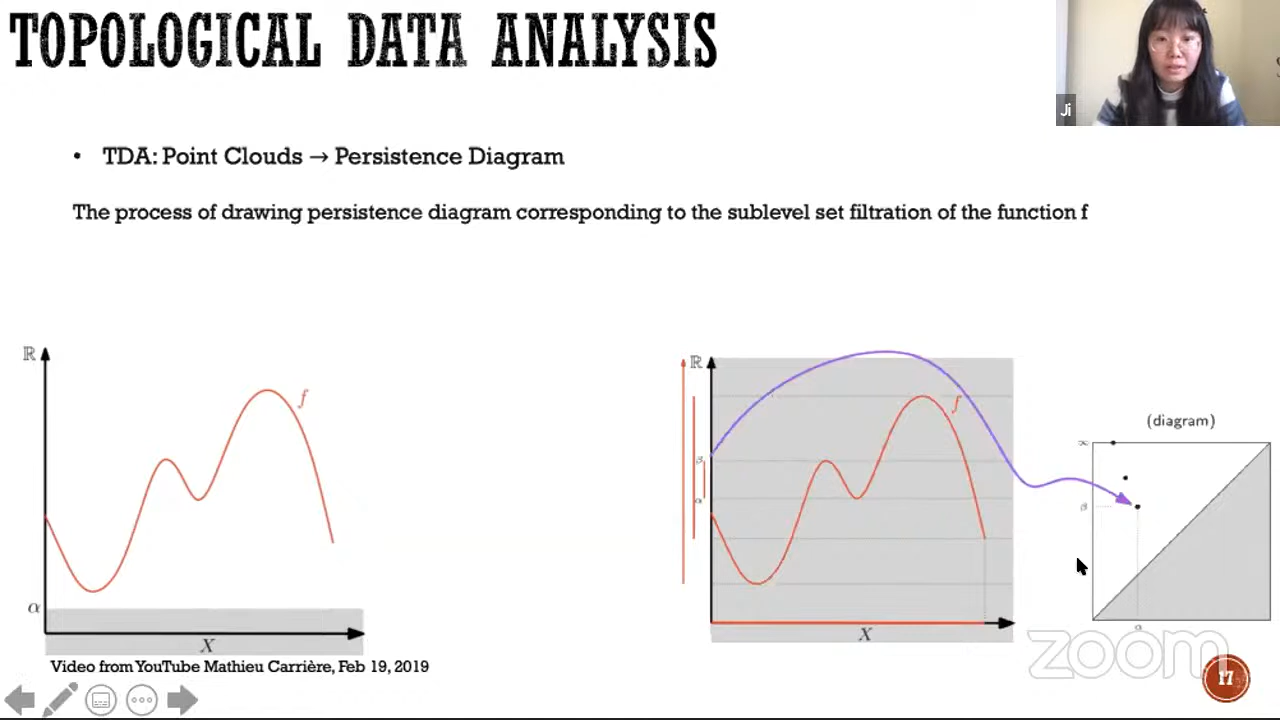 TOPOLOGICAL DATA ANALYSIS
Ji
• TDA: Point Clouds → Persistence Diagram
The process of drawing persistence diagram corresponding to the sublevel set filtration of the function f
ℝ
f
α
X
Video from YouTube Mathieu Carrière, Feb 19, 2019
ℝ
f
β
α
X
(diagram)
∞
β
α
zoom
17